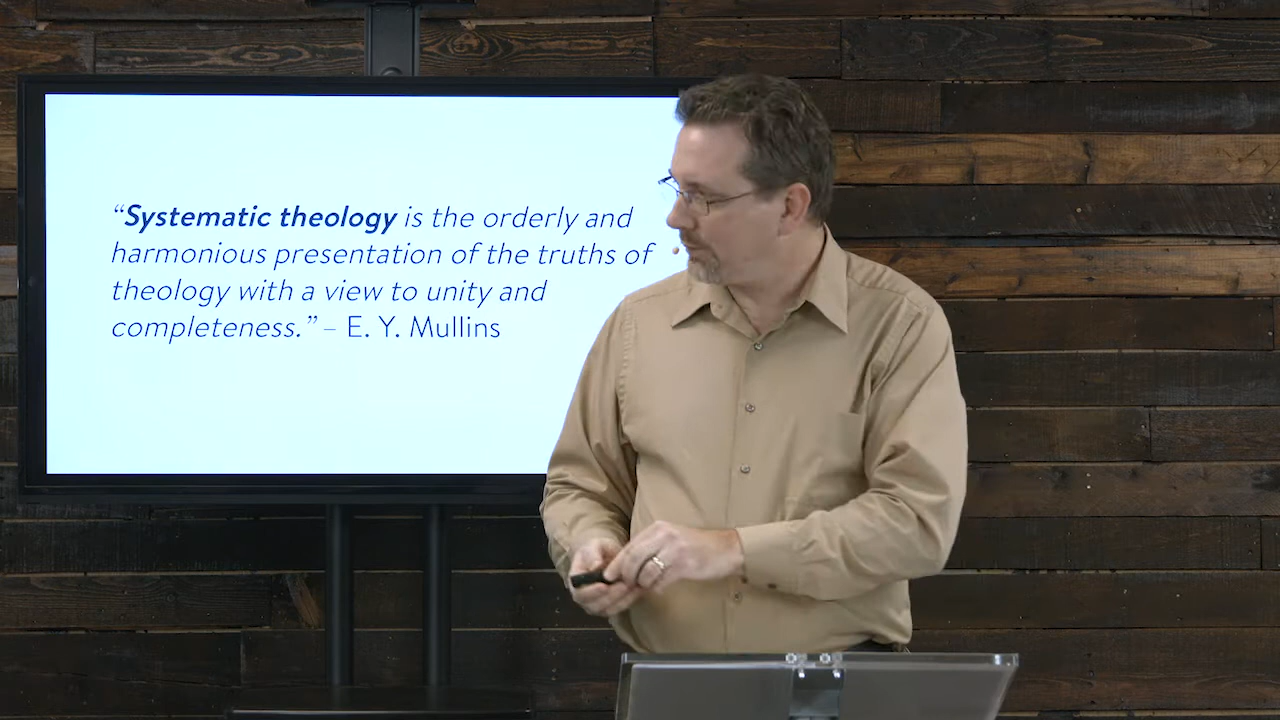 “Systematic theology is the orderly and
harmonious presentation of the truths of
theology with a view to unity and
completeness.” – E. Y. Mullins